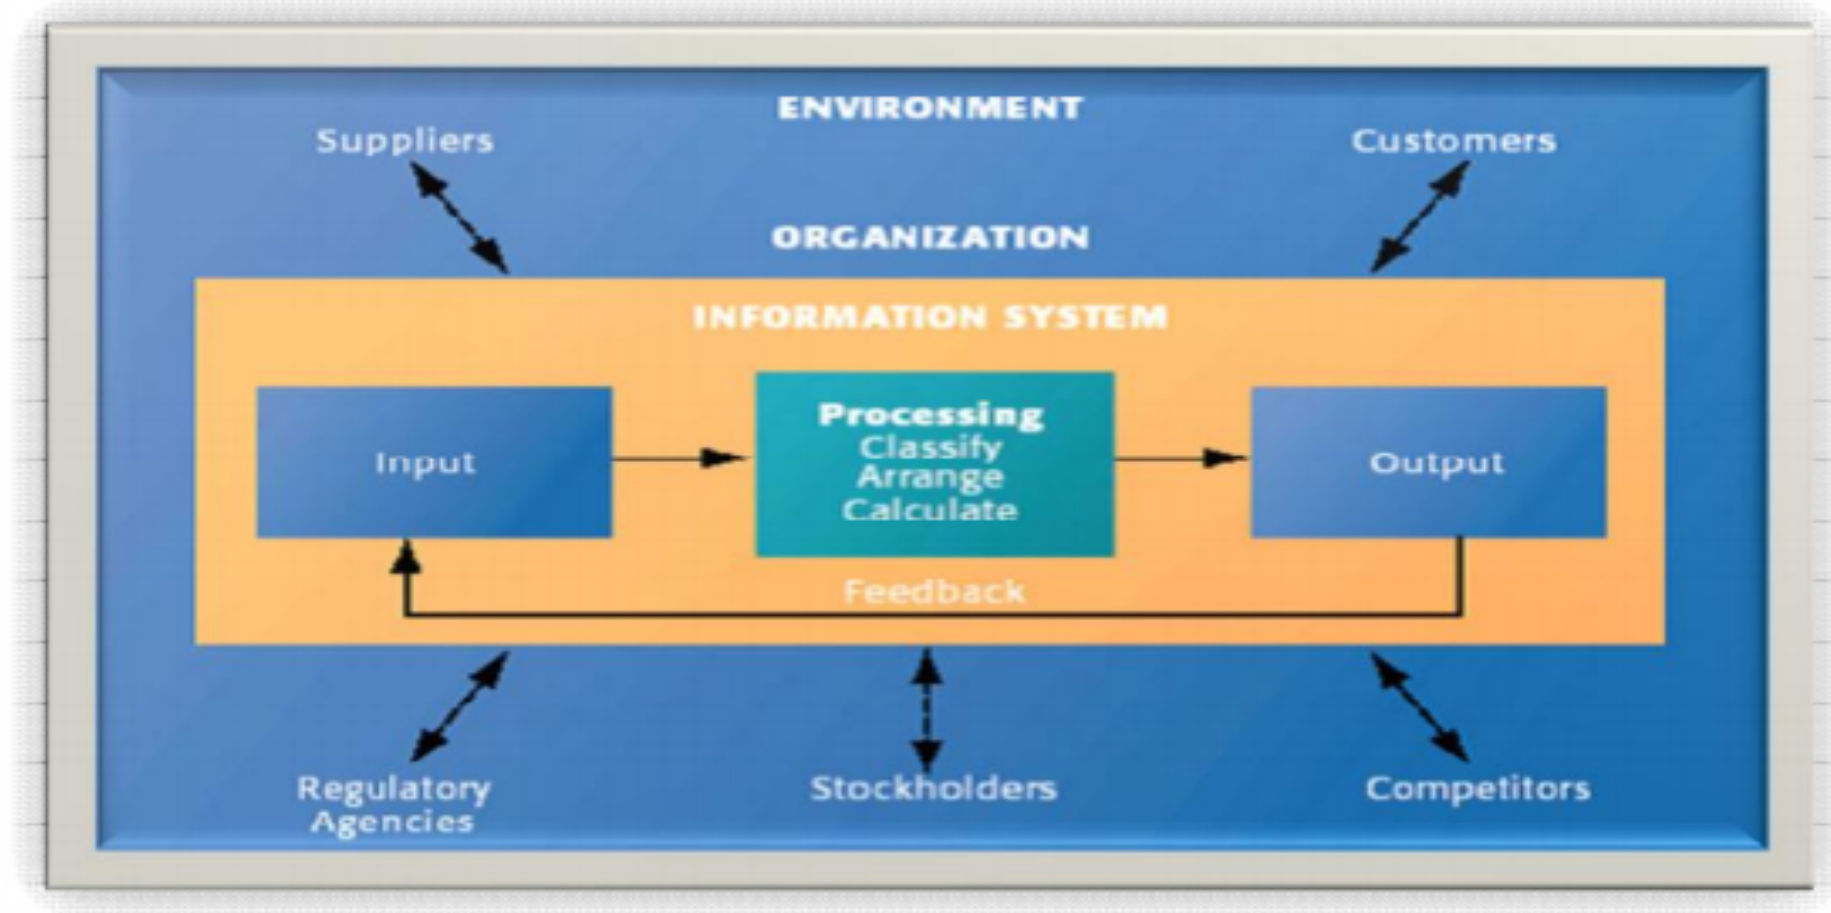 ENVIRONMENT
Suppliers
Customers
ORGANIZATION
INFORMATION SYSTEM
Input
Processing
Classify
Arrange
Calculate
Output
Feedback
Regulatory
Agencies
Stockholders
Competitors